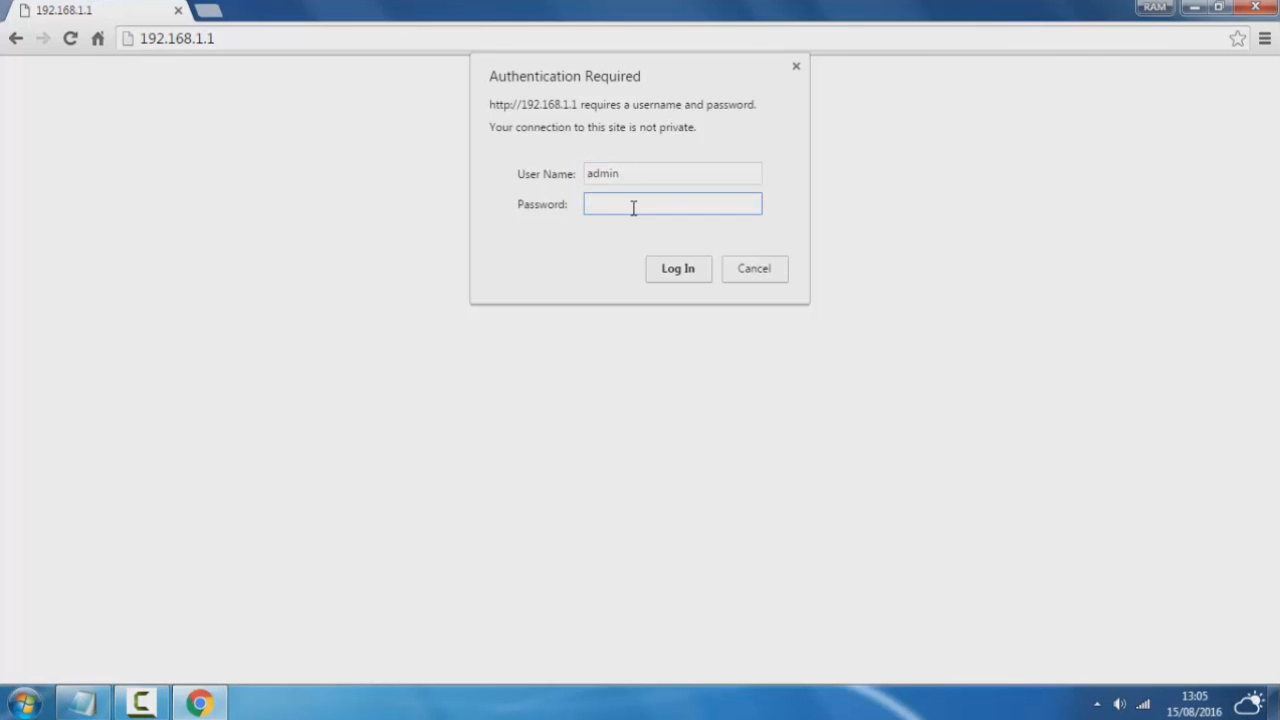 192.168.1.1
RAM
192.168.1.1
Authentication Required
http://192.168.1.1 requires a username and password.
Your connection to this site is not private.
User Name: admin
Password:
Log In Cancel
13:05
15/08/2016